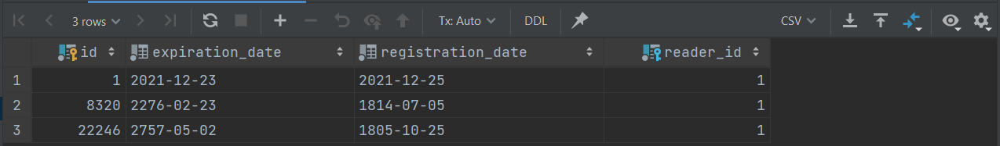 3 rows Tx: Auto DDL CSV
id expiration_date registration_date reader_id
1 1 2021-12-23 2021-12-25 1
2 8320 2276-02-23 1814-07-05 1
3 22246 2757-05-02 1805-10-25 1